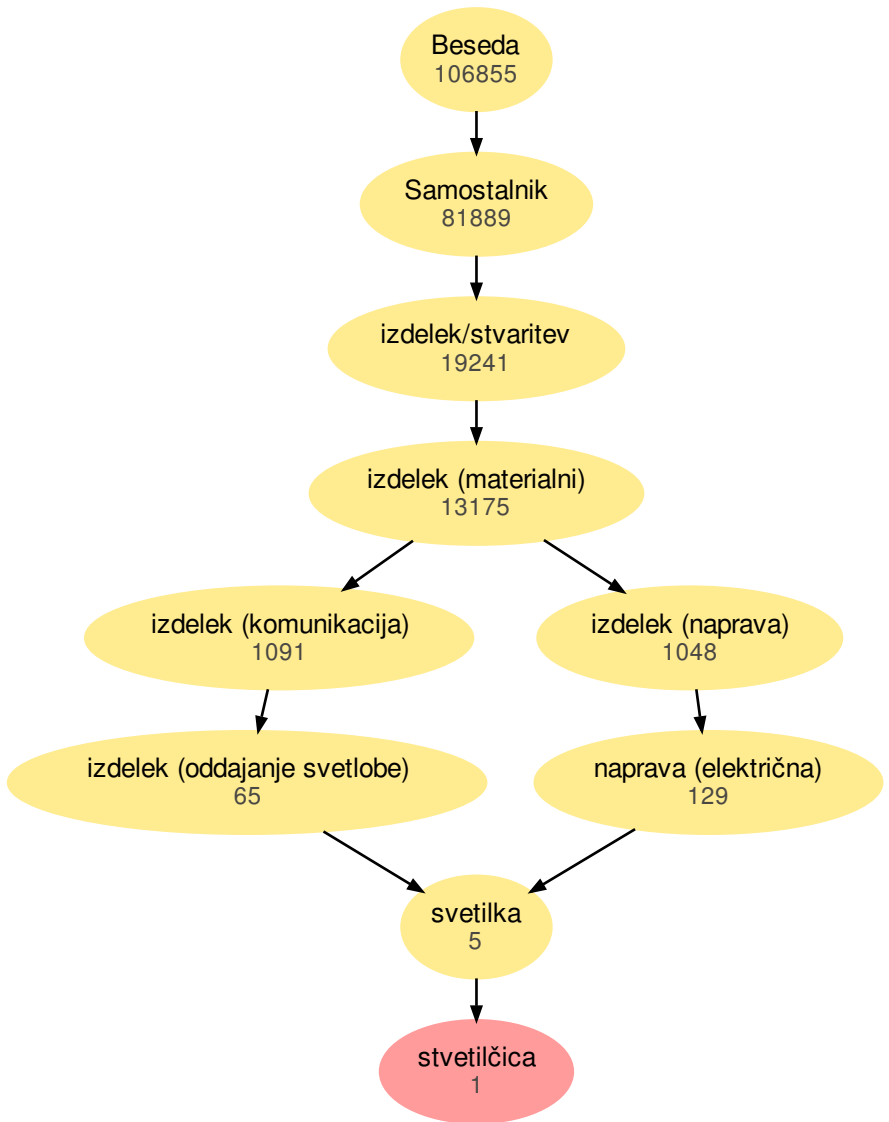 Beseda
106855
Samostalnik
81889
izdelek/stvaritev
19241
izdelek (materialni)
13175
izdelek (komunikacija)
1091
izdelek (naprava)
1048
izdelek (oddajanje svetlobe)
65
naprava (električna)
129
svetilka
5
stvetilčica
1